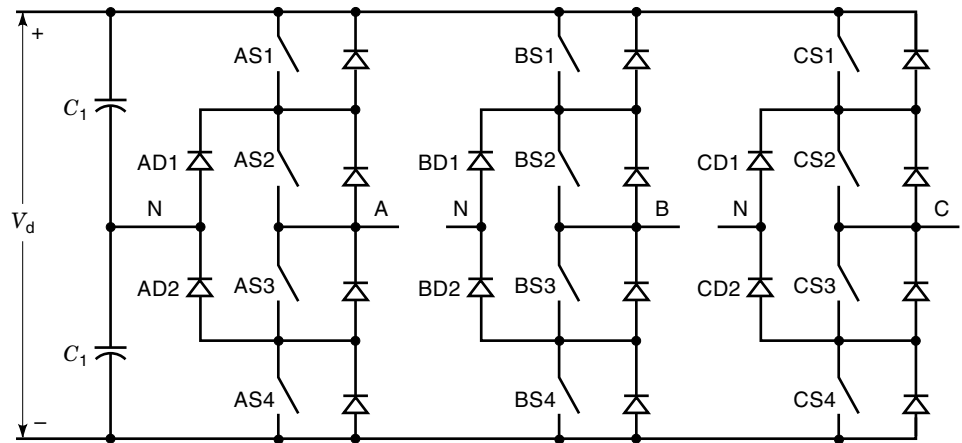 +
AS1
BS1
CS1
C1
AD1
AS2
BD1
BS2
CD1
CS2
N
A
N
B
N
C
Vd
AD2
AS3
BD2
BS3
CD2
CS3
C1
AS4
BS4
CS4
−